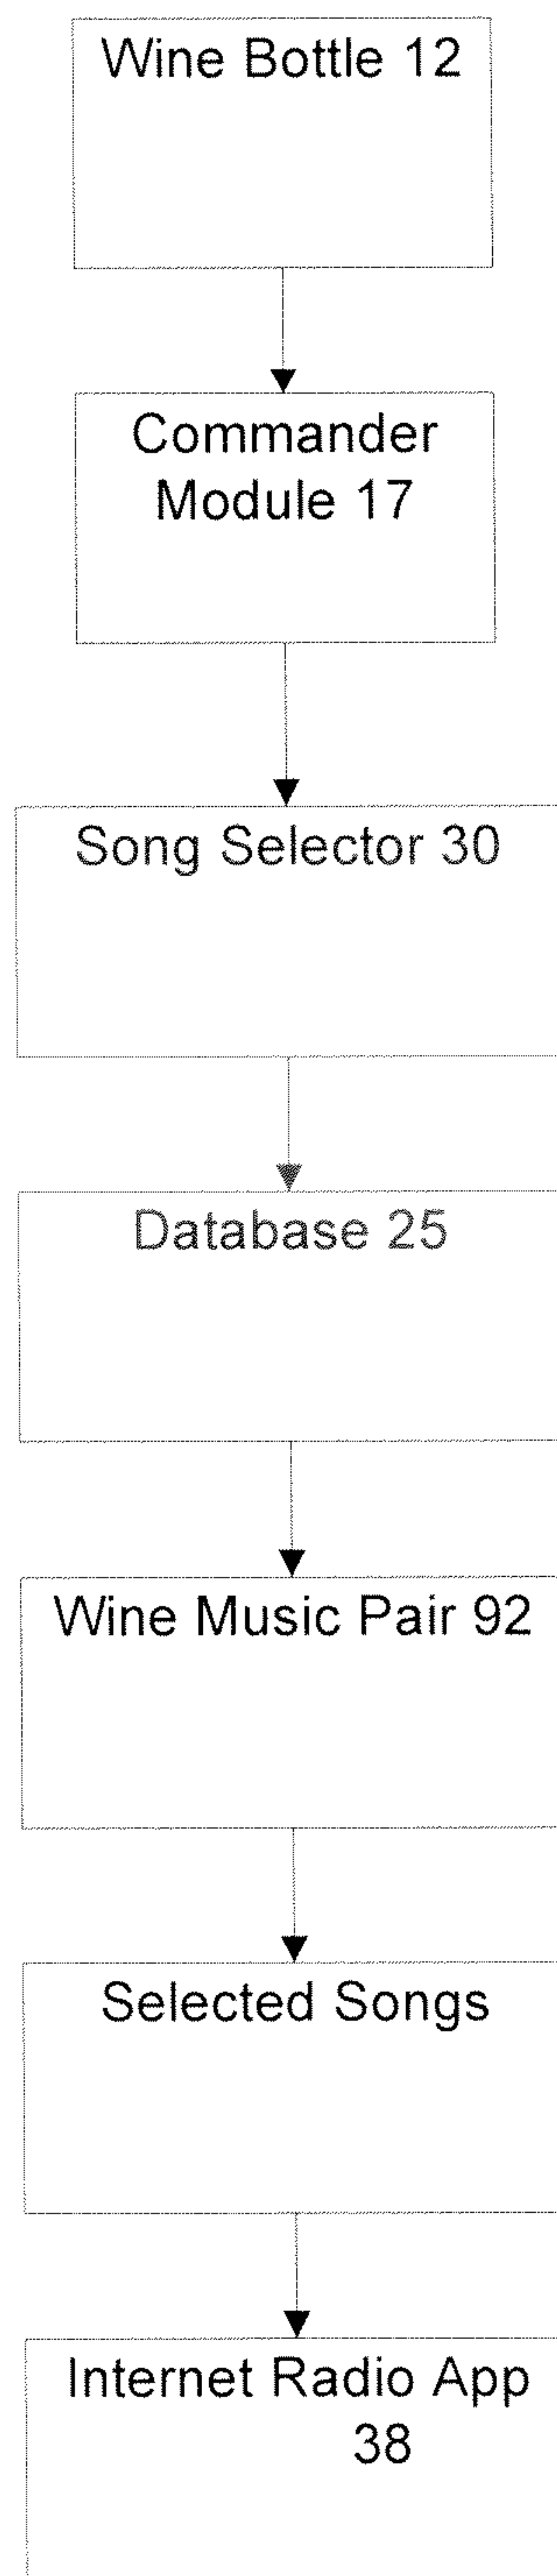 Wine Bottle 12
Commander
Module 17
Song Selector 30
Database 25
Wine Music Pair 92
Selected Songs
Internet Radio App
38